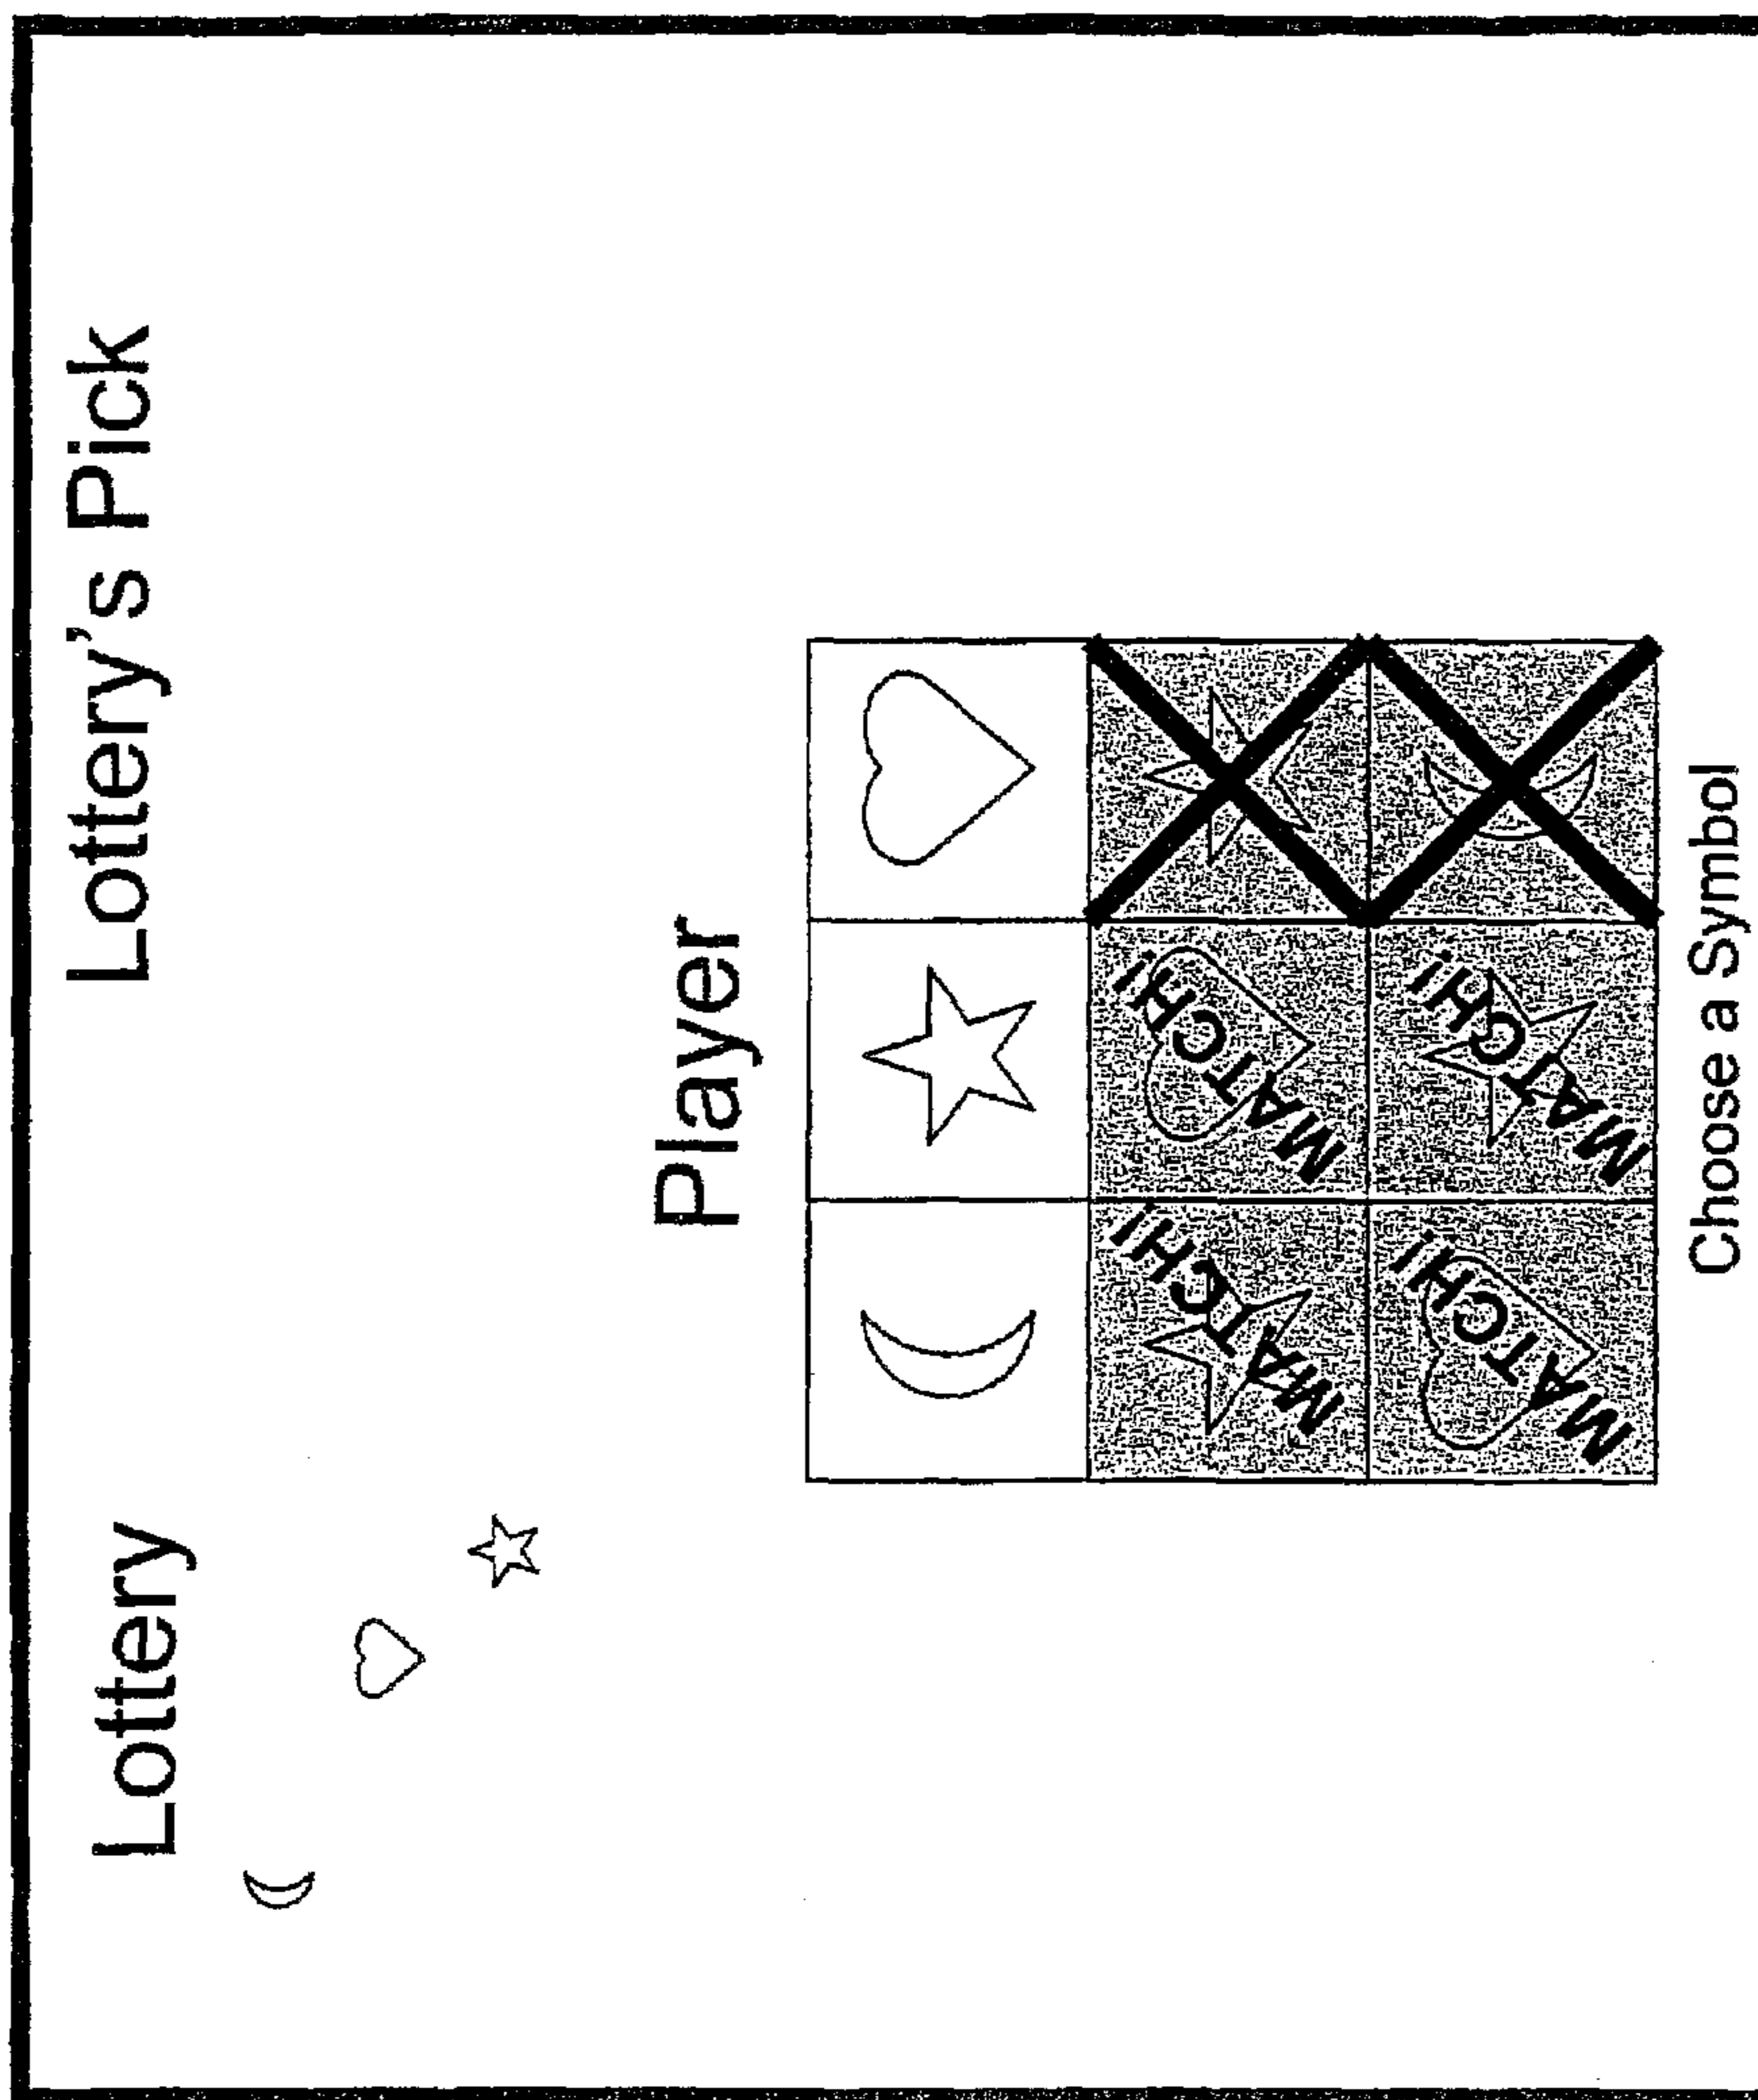 Lottery
Lottery's Pick
Player
MATCH!
MATCH!
MATCH!
MATCH!
Choose a Symbol